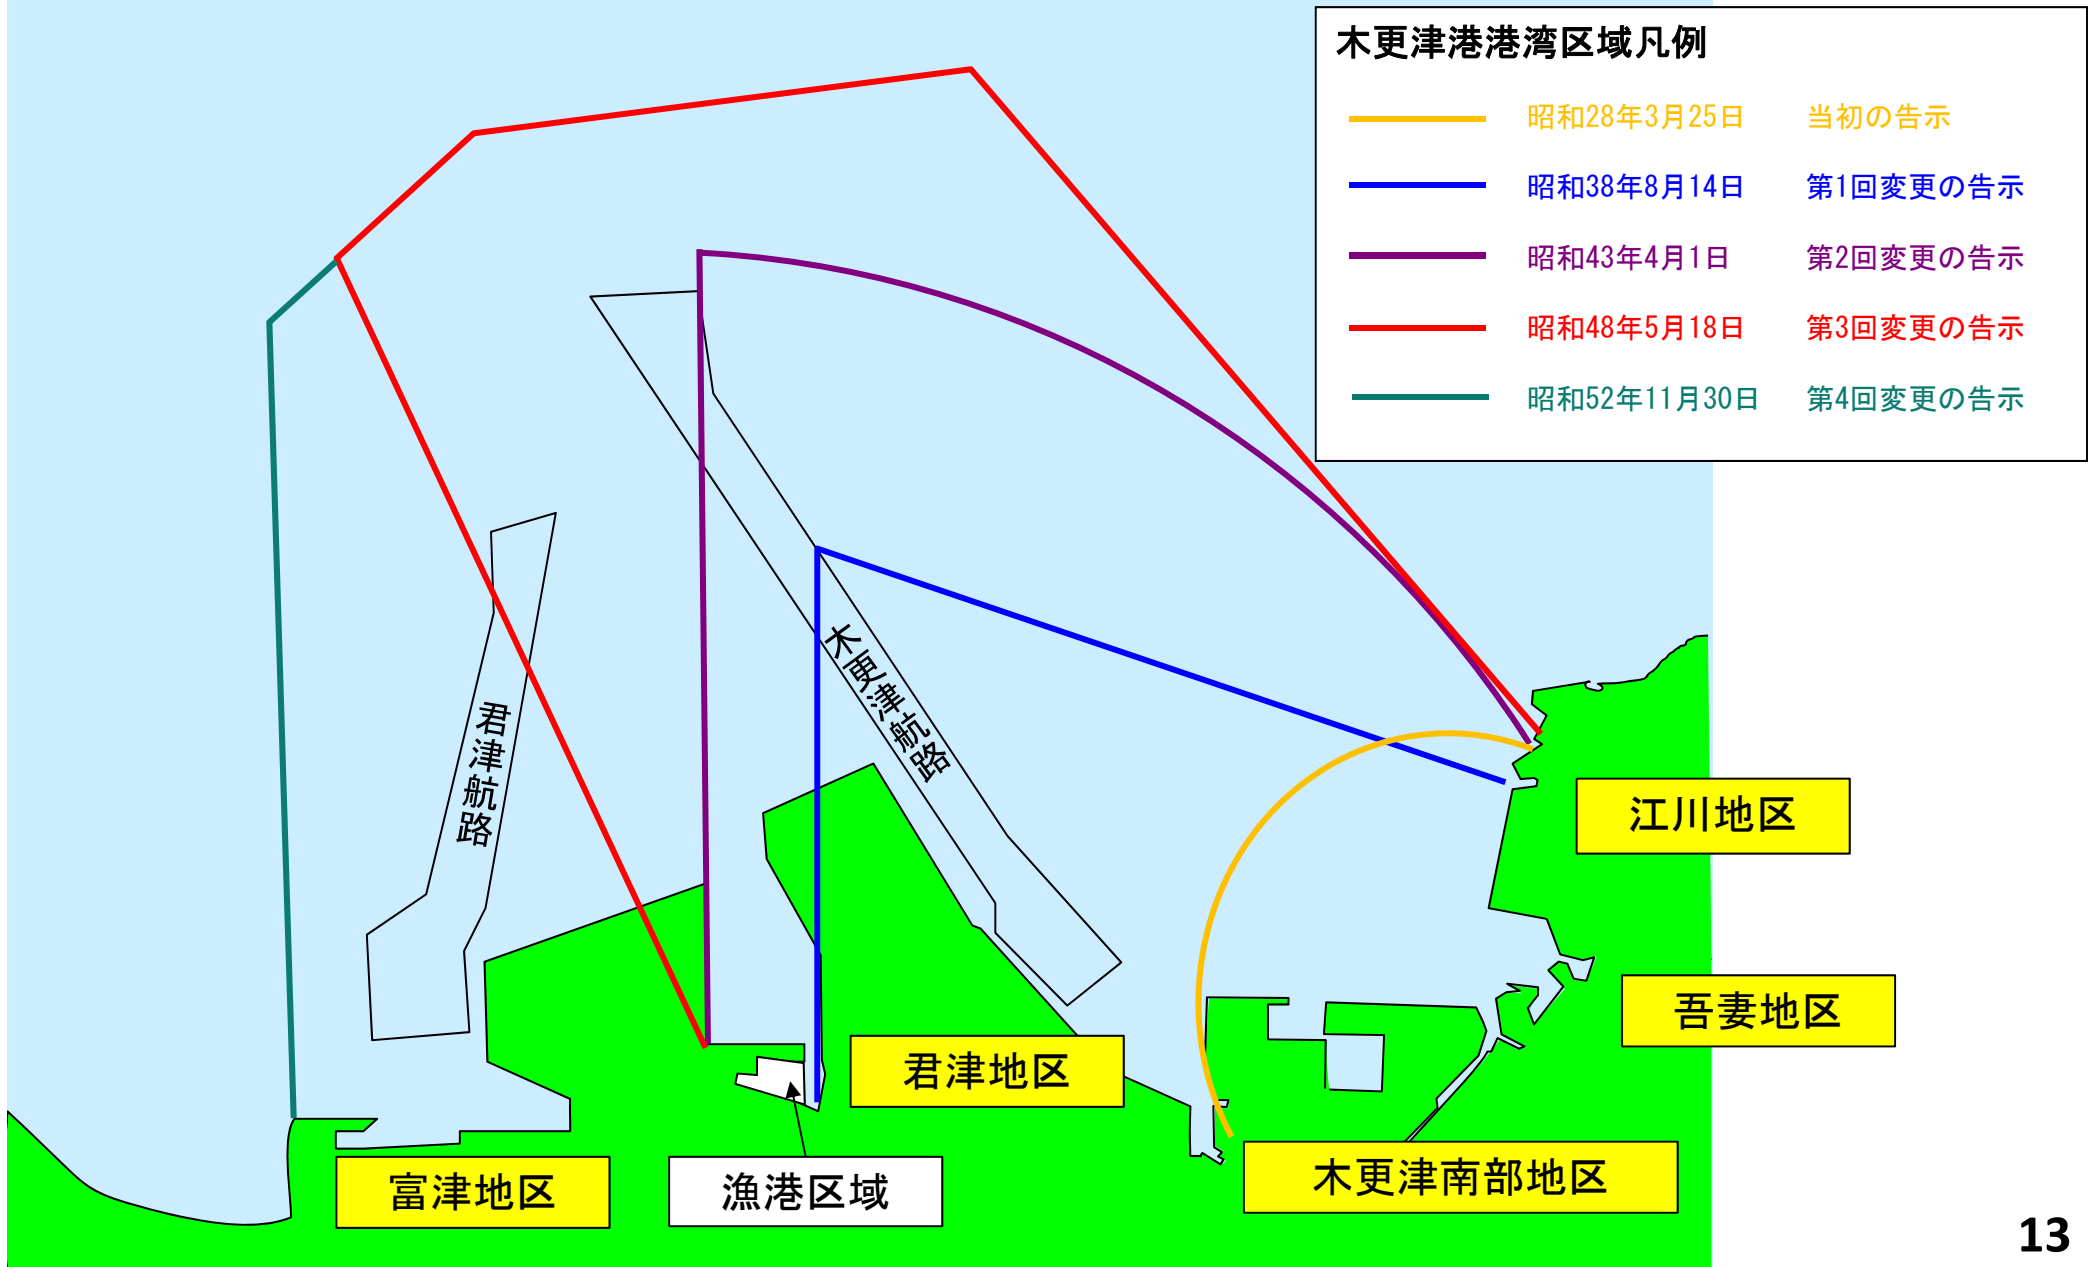 木更津港港湾区域凡例
昭和28年3月25日 当初の告示
昭和38年8月14日 第1回変更の告示
昭和43年4月1日 第2回変更の告示
昭和48年5月18日 第3回変更の告示
昭和52年11月30日 第4回変更の告示
木更津航路
君津航路
江川地区
吾妻地区
君津地区
木更津南部地区
富津地区
漁港区域
13